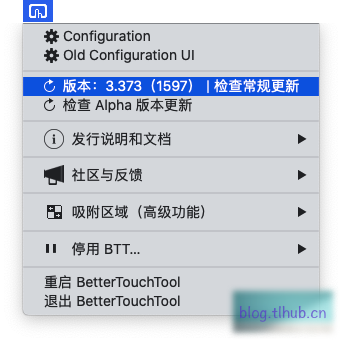 Configuration
Old Configuration UI
版本：3.373（1597） | 检查常规更新
检查 Alpha 版本更新
发行说明和文档
社区与反馈
吸附区域（高级功能）
停用 BTT...
重启 BetterTouchTool
退出 BetterTouchTool
blog.tlhub.cn